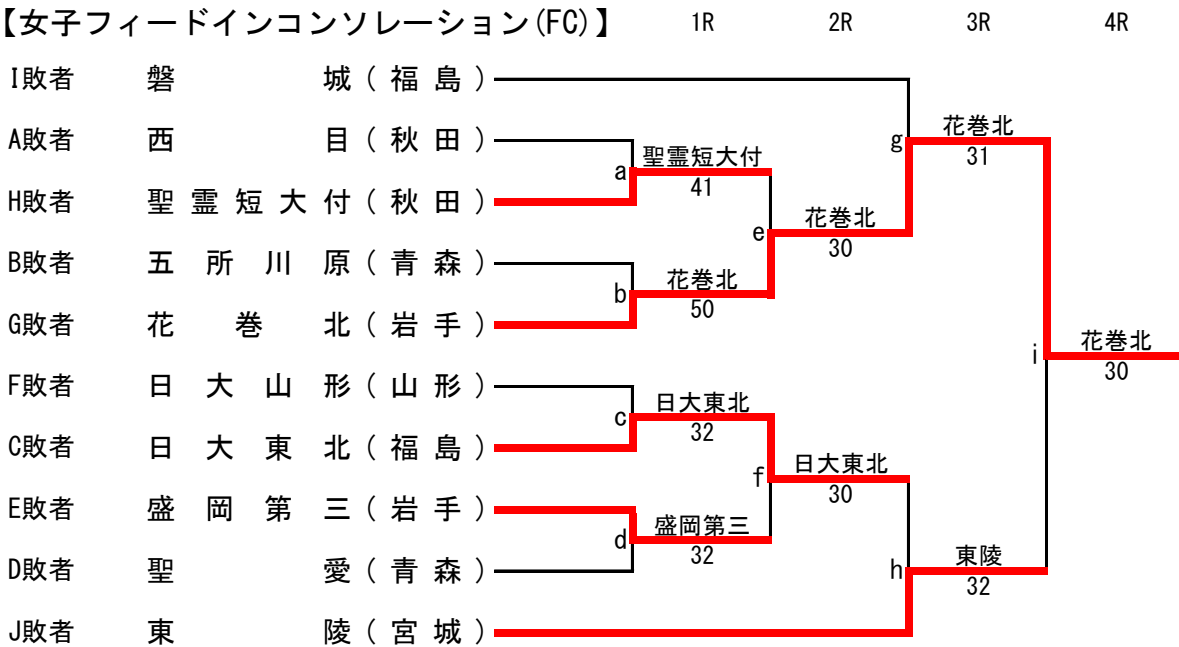 【女子フィードインコンソレーション(FC)】 1R 2R 3R 4R
I敗者 磐城(福島)
A敗者 西目(秋田)
H敗者 聖霊短大付(秋田)
B敗者 五所川原(青森)
G敗者 花巻北(岩手)
F敗者 日大山形(山形)
C敗者 日大東北(福島)
E敗者 盛岡第三(岩手)
D敗者 聖愛(青森)
J敗者 東陵(宮城)
a 聖霊短大付
41
b 花巻北
50
c 日大東北
32
d 盛岡第三
32
e 花巻北
30
f 日大東北
30
g 花巻北
31
h 東陵
32
i 花巻北
30